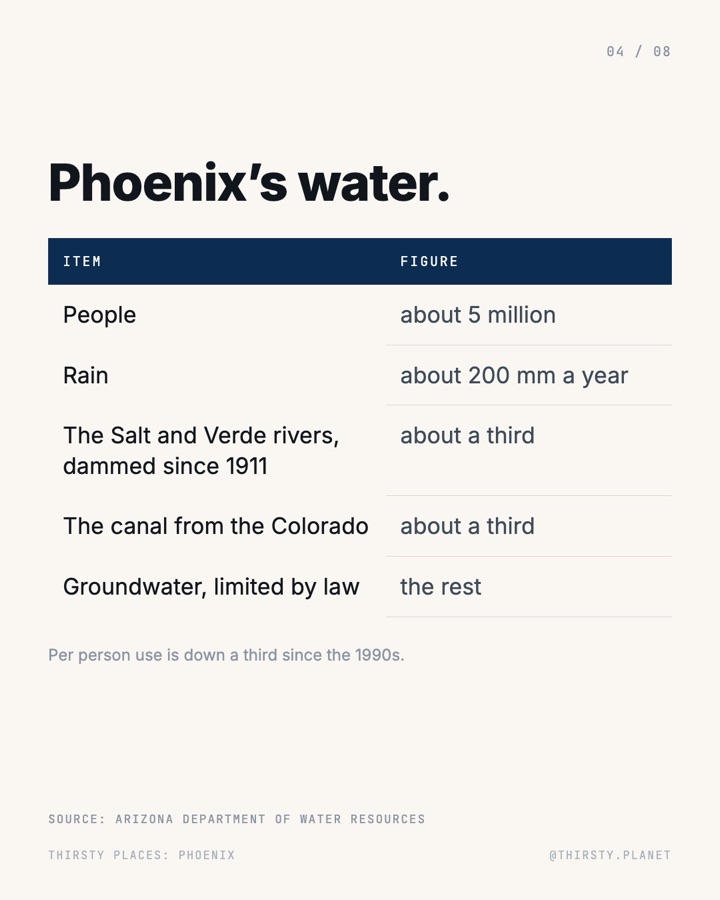 04 / 08
Phoenix’s water.
ITEM FIGURE
People about 5 million
Rain about 200 mm a year
The Salt and Verde rivers, about a third
dammed since 1911
The canal from the Colorado about a third
Groundwater, limited by law the rest
Per person use is down a third since the 1990s.
SOURCE: ARIZONA DEPARTMENT OF WATER RESOURCES
THIRSTY PLACES: PHOENIX @THIRSTY.PLANET